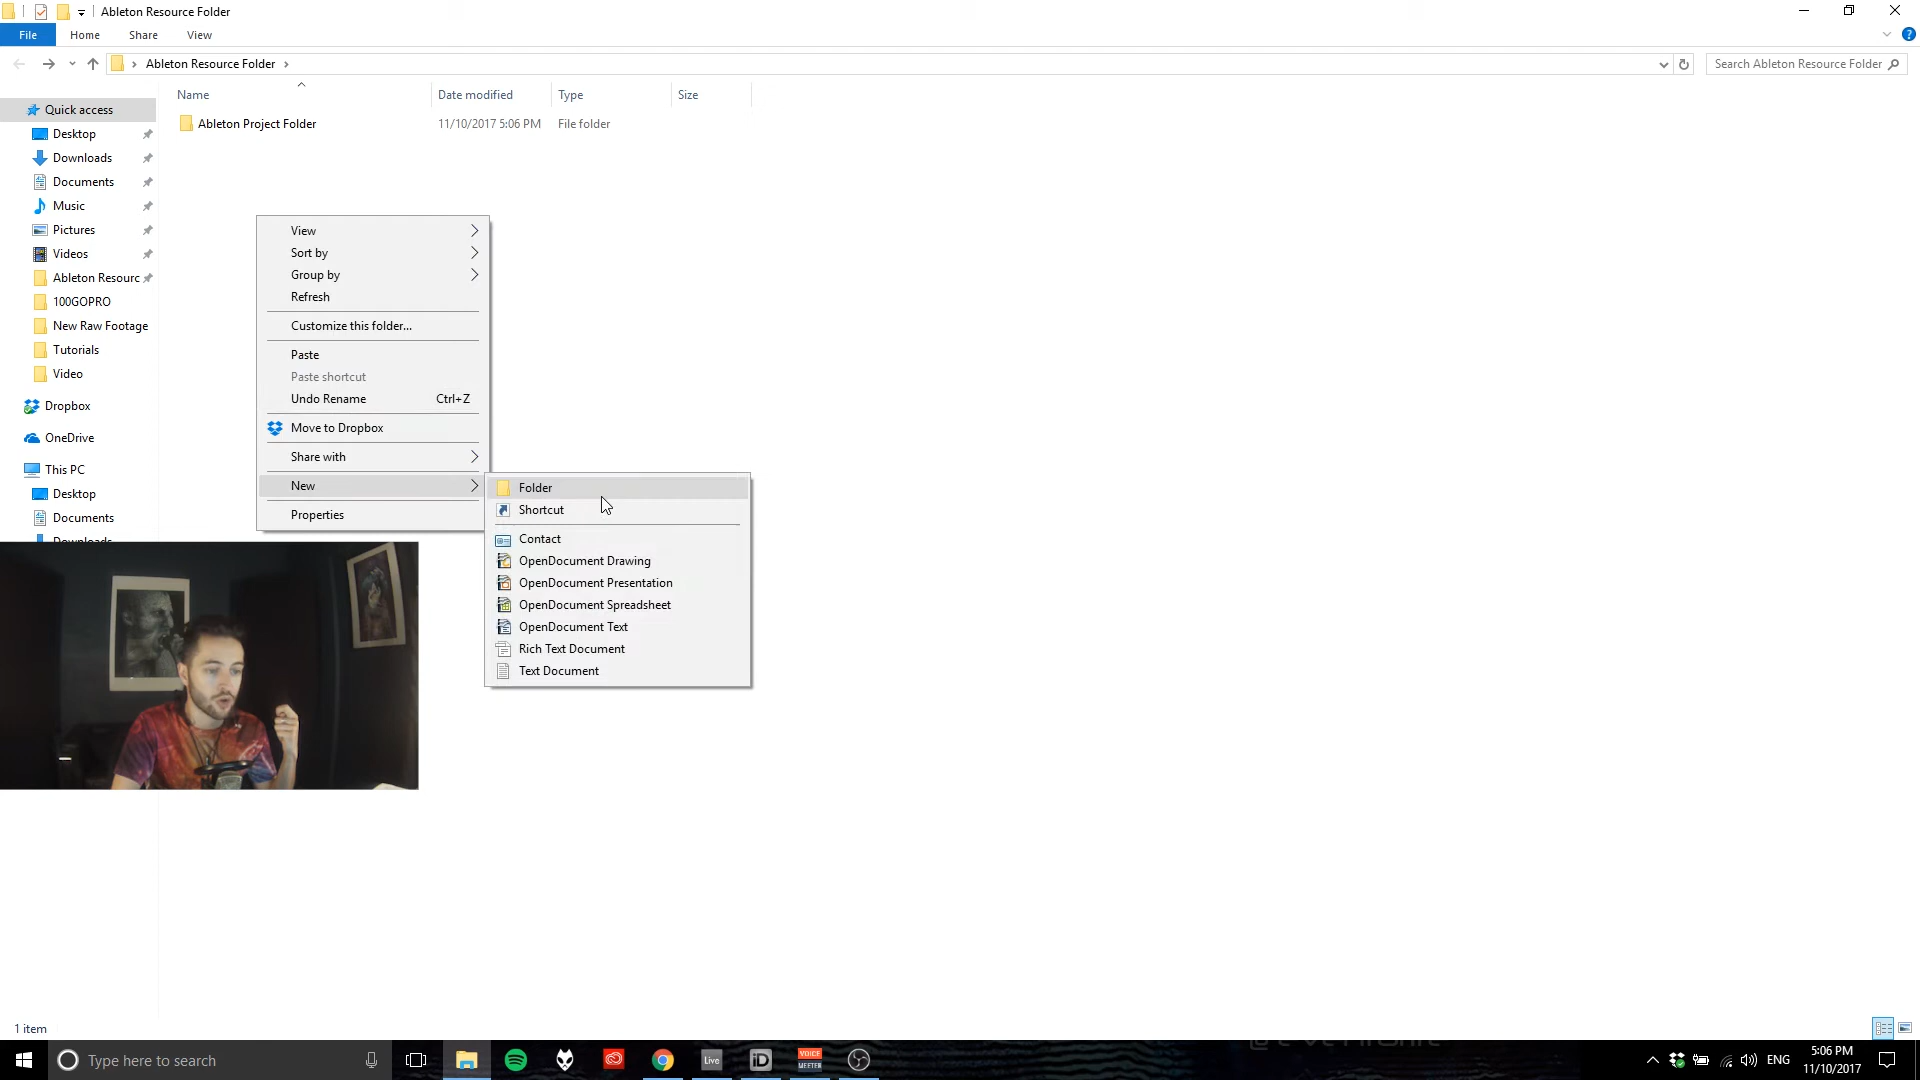 Ableton Resource Folder
File
Home
Share
View
Ableton Resource Folder
Search Ableton Resource Folder
Name
Date modified
Type
Size
Ableton Project Folder
11/10/2017 5:06 PM
File folder
Quick access
Desktop
Downloads
Documents
Music
Pictures
Videos
Ableton Resourc
100GOPRO
New Raw Footage
Tutorials
Video
Dropbox
OneDrive
This PC
Desktop
Documents
Downloads
View
Sort by
Group by
Refresh
Customize this folder...
Paste
Paste shortcut
Undo Rename Ctrl+Z
Move to Dropbox
Share with
New
Properties
Folder
Shortcut
Contact
OpenDocument Drawing
OpenDocument Presentation
OpenDocument Spreadsheet
OpenDocument Text
Rich Text Document
Text Document
1 item
Type here to search
Live
iD
VOICE
MEETER
ENG
5:06 PM
11/10/2017